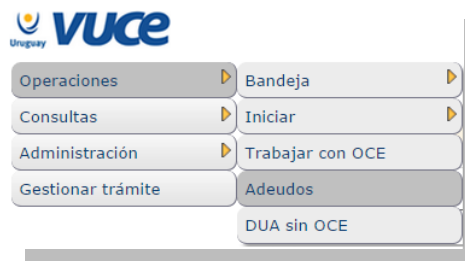 Uruguay VUCE
Operaciones
Consultas
Administración
Gestionar trámite
Bandeja
Iniciar
Trabajar con OCE
Adeudos
DUA sin OCE